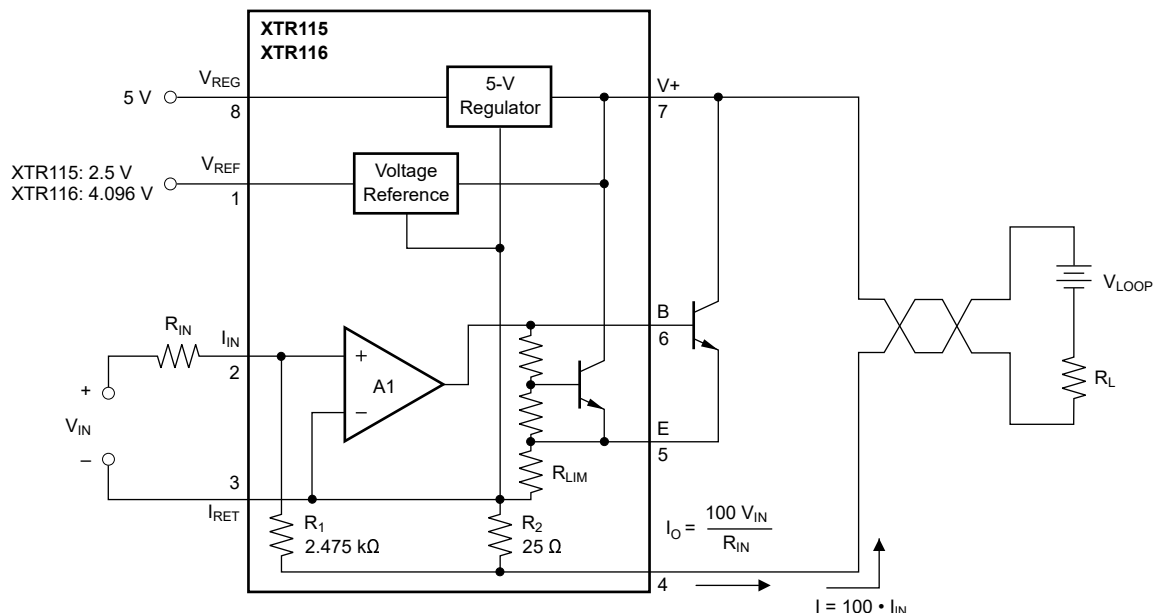 XTR115
XTR116
V_REG
5 V
8
5-V
Regulator
V+
7
XTR115: 2.5 V
XTR116: 4.096 V
V_REF
1
Voltage
Reference
V_LOOP
R_L
B
6
R_IN
I_IN
2
+
A1
–
+
V_IN
–
E
5
R_LIM
3
I_RET
R_1
2.475 kΩ
R_2
25 Ω
I_O = 100 V_IN / R_IN
4
I = 100 • I_IN